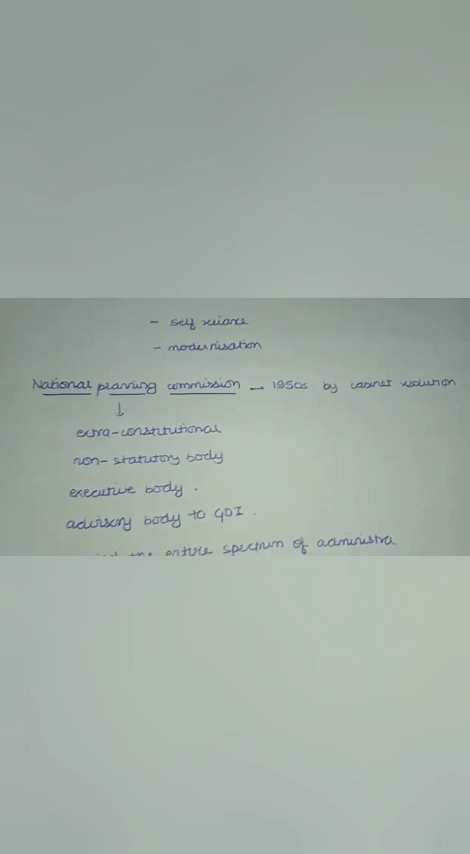 - self reliance
- modernisation
National planning commission - 1950s by cabinet resolution
↓
extra-constitutional
non-statutory body
executive body.
advisory body to GOI.
the entire spectrum of administra